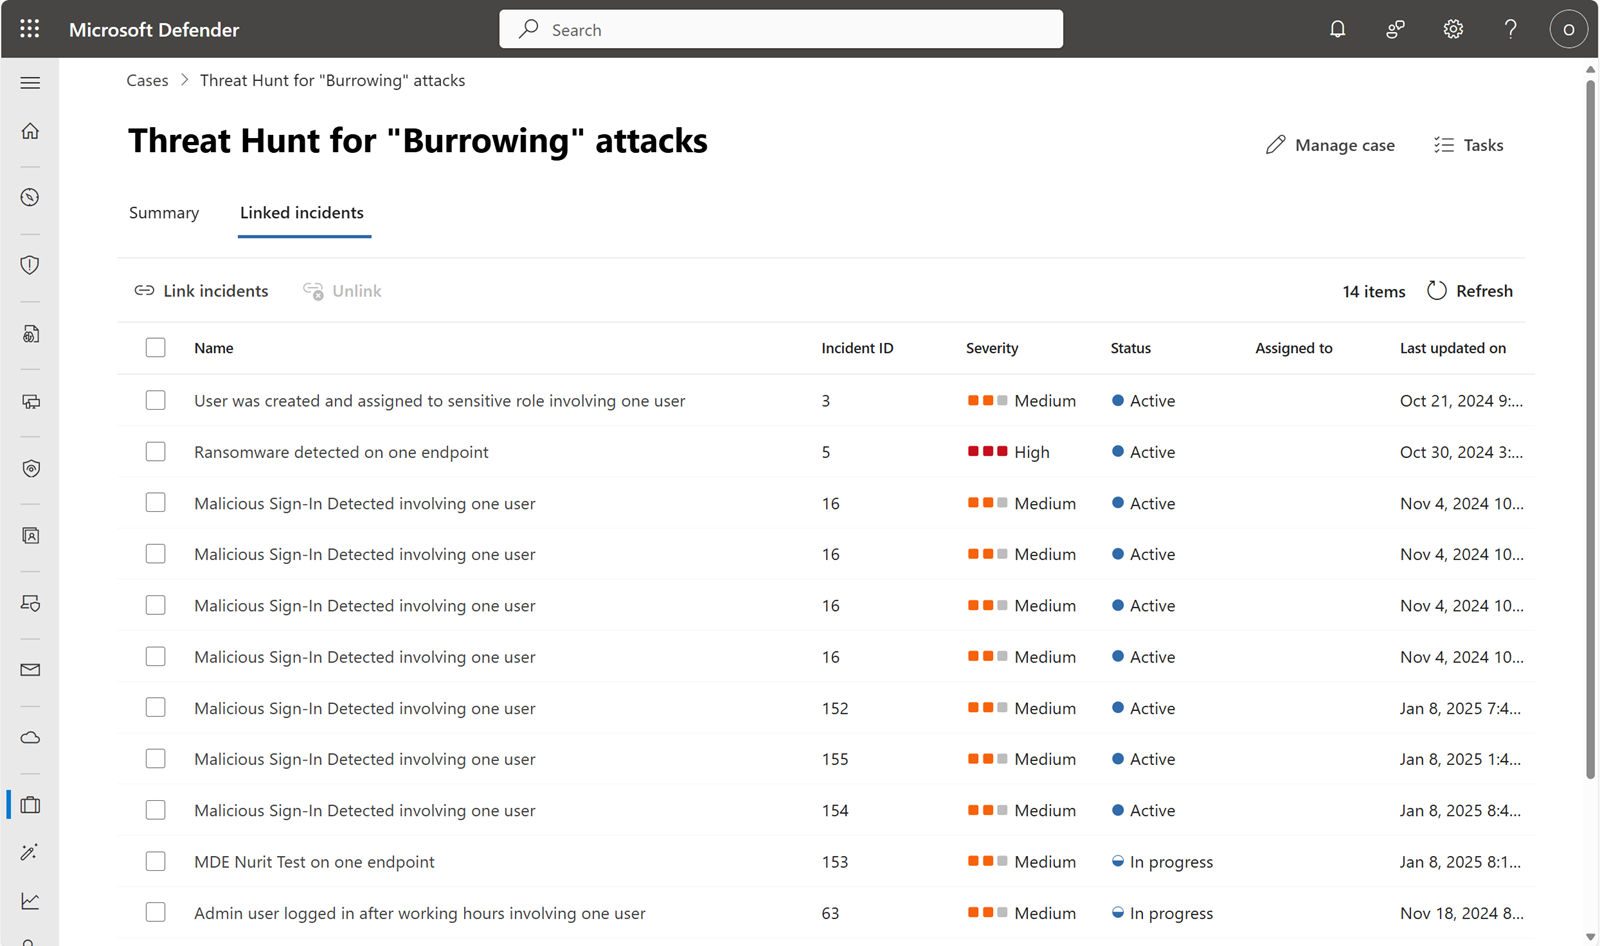 Microsoft Defender
Search
O
Cases > Threat Hunt for "Burrowing" attacks
Threat Hunt for "Burrowing" attacks
Manage case Tasks
Summary Linked incidents
Link incidents Unlink 14 items Refresh
Name Incident ID Severity Status Assigned to Last updated on
User was created and assigned to sensitive role involving one user 3 Medium Active Oct 21, 2024 9:...
Ransomware detected on one endpoint 5 High Active Oct 30, 2024 3:...
Malicious Sign-In Detected involving one user 16 Medium Active Nov 4, 2024 10...
Malicious Sign-In Detected involving one user 16 Medium Active Nov 4, 2024 10...
Malicious Sign-In Detected involving one user 16 Medium Active Nov 4, 2024 10...
Malicious Sign-In Detected involving one user 16 Medium Active Nov 4, 2024 10...
Malicious Sign-In Detected involving one user 152 Medium Active Jan 8, 2025 7:4...
Malicious Sign-In Detected involving one user 155 Medium Active Jan 8, 2025 1:4...
Malicious Sign-In Detected involving one user 154 Medium Active Jan 8, 2025 8:4...
MDE Nurit Test on one endpoint 153 Medium In progress Jan 8, 2025 8:1...
Admin user logged in after working hours involving one user 63 Medium In progress Nov 18, 2024 8...